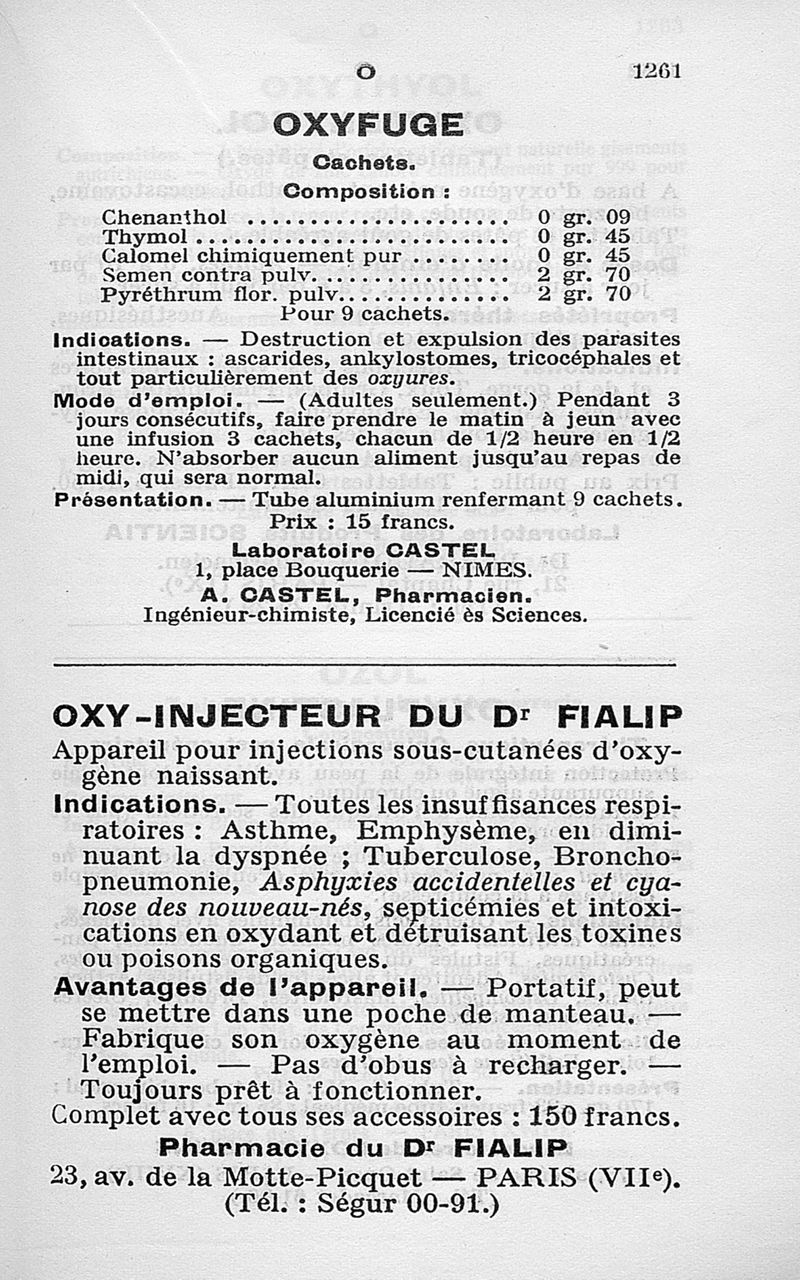 O 1261
OXYFUGE
Cachets.
Composition :
Chenanthol .................... 0 gr. 09
Thymol ......................... 0 gr. 45
Calomel chimiquement pur ........ 0 gr. 45
Semen contra pulv. ............... 2 gr. 70
Pyréthrum flor. pulv. ............. 2 gr. 70
Pour 9 cachets.
Indications. — Destruction et expulsion des parasites
intestinaux : ascarides, ankylostomes, tricocéphales et
tout particulièrement des oxyures.
Mode d'emploi. — (Adultes seulement.) Pendant 3
jours consécutifs, faire prendre le matin à jeun avec
une infusion 3 cachets, chacun de 1/2 heure en 1/2
heure. N'absorber aucun aliment jusqu'au repas de
midi, qui sera normal.
Présentation. — Tube aluminium renfermant 9 cachets.
Prix : 15 francs.
Laboratoire CASTEL
1, place Bouquerie — NIMES.
A. CASTEL, Pharmacien.
Ingénieur-chimiste, Licencié ès Sciences.
OXY-INJECTEUR DU Dr FIALIP
Appareil pour injections sous-cutanées d'oxy-
gène naissant.
Indications. — Toutes les insuffisances respi-
ratoires : Asthme, Emphysème, en dimi-
nuant la dyspnée ; Tuberculose, Broncho-
pneumonie, Asphyxies accidentelles et cya-
nose des nouveau-nés, septicémies et intoxi-
cations en oxydant et détruisant les toxines
ou poisons organiques.
Avantages de l'appareil. — Portatif, peut
se mettre dans une poche de manteau. —
Fabrique son oxygène au moment de
l'emploi. — Pas d'obus à recharger. —
Toujours prêt à fonctionner.
Complet avec tous ses accessoires : 150 francs.
Pharmacie du Dr FIALIP
23, av. de la Motte-Picquet — PARIS (VIIe).
(Tél. : Ségur 00-91.)